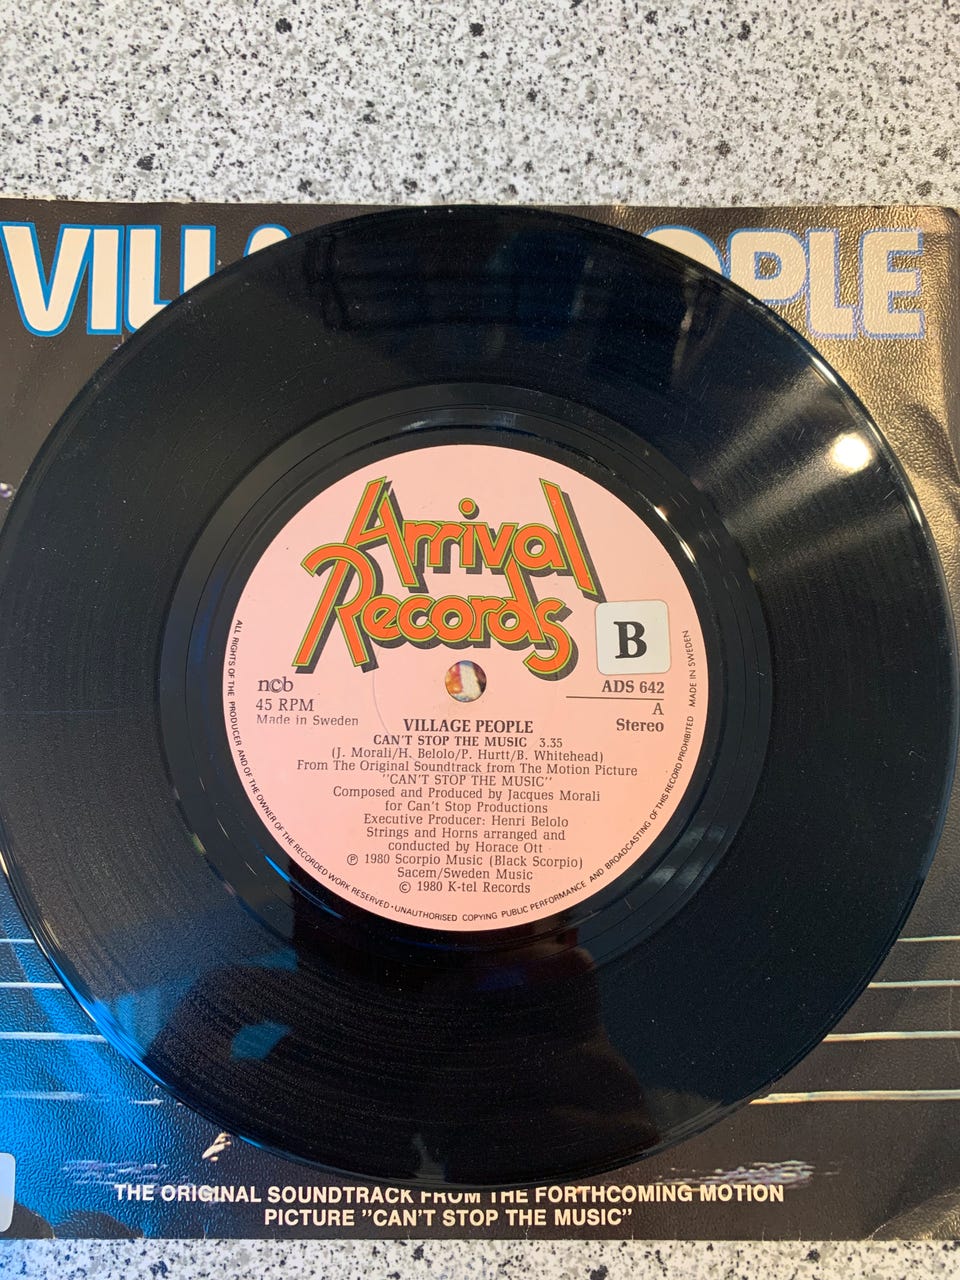 VILLA
OPLE
Arrival
Records
B
ncb
45 RPM
Made in Sweden
ADS 642
A
Stereo
VILLAGE PEOPLE
CAN'T STOP THE MUSIC 3.35
(J. Morali/H. Belolo/P. Hurtt/B. Whitehead)
From The Original Soundtrack from The Motion Picture
"CAN'T STOP THE MUSIC"
Composed and Produced by Jacques Morali
for Can't Stop Productions
Executive Producer: Henri Belolo
Strings and Horns arranged and
conducted by Horace Ott
℗ 1980 Scorpio Music (Black Scorpio)
Sacem/Sweden Music
© 1980 K-tel Records
ALL RIGHTS OF THE PRODUCER AND OF THE OWNER OF THE RECORDED WORK RESERVED • UNAUTHORISED COPYING PUBLIC PERFORMANCE AND BROADCASTING OF THIS RECORD PROHIBITED MADE IN SWEDEN
THE ORIGINAL SOUNDTRACK FROM THE FORTHCOMING MOTION
PICTURE "CAN'T STOP THE MUSIC"